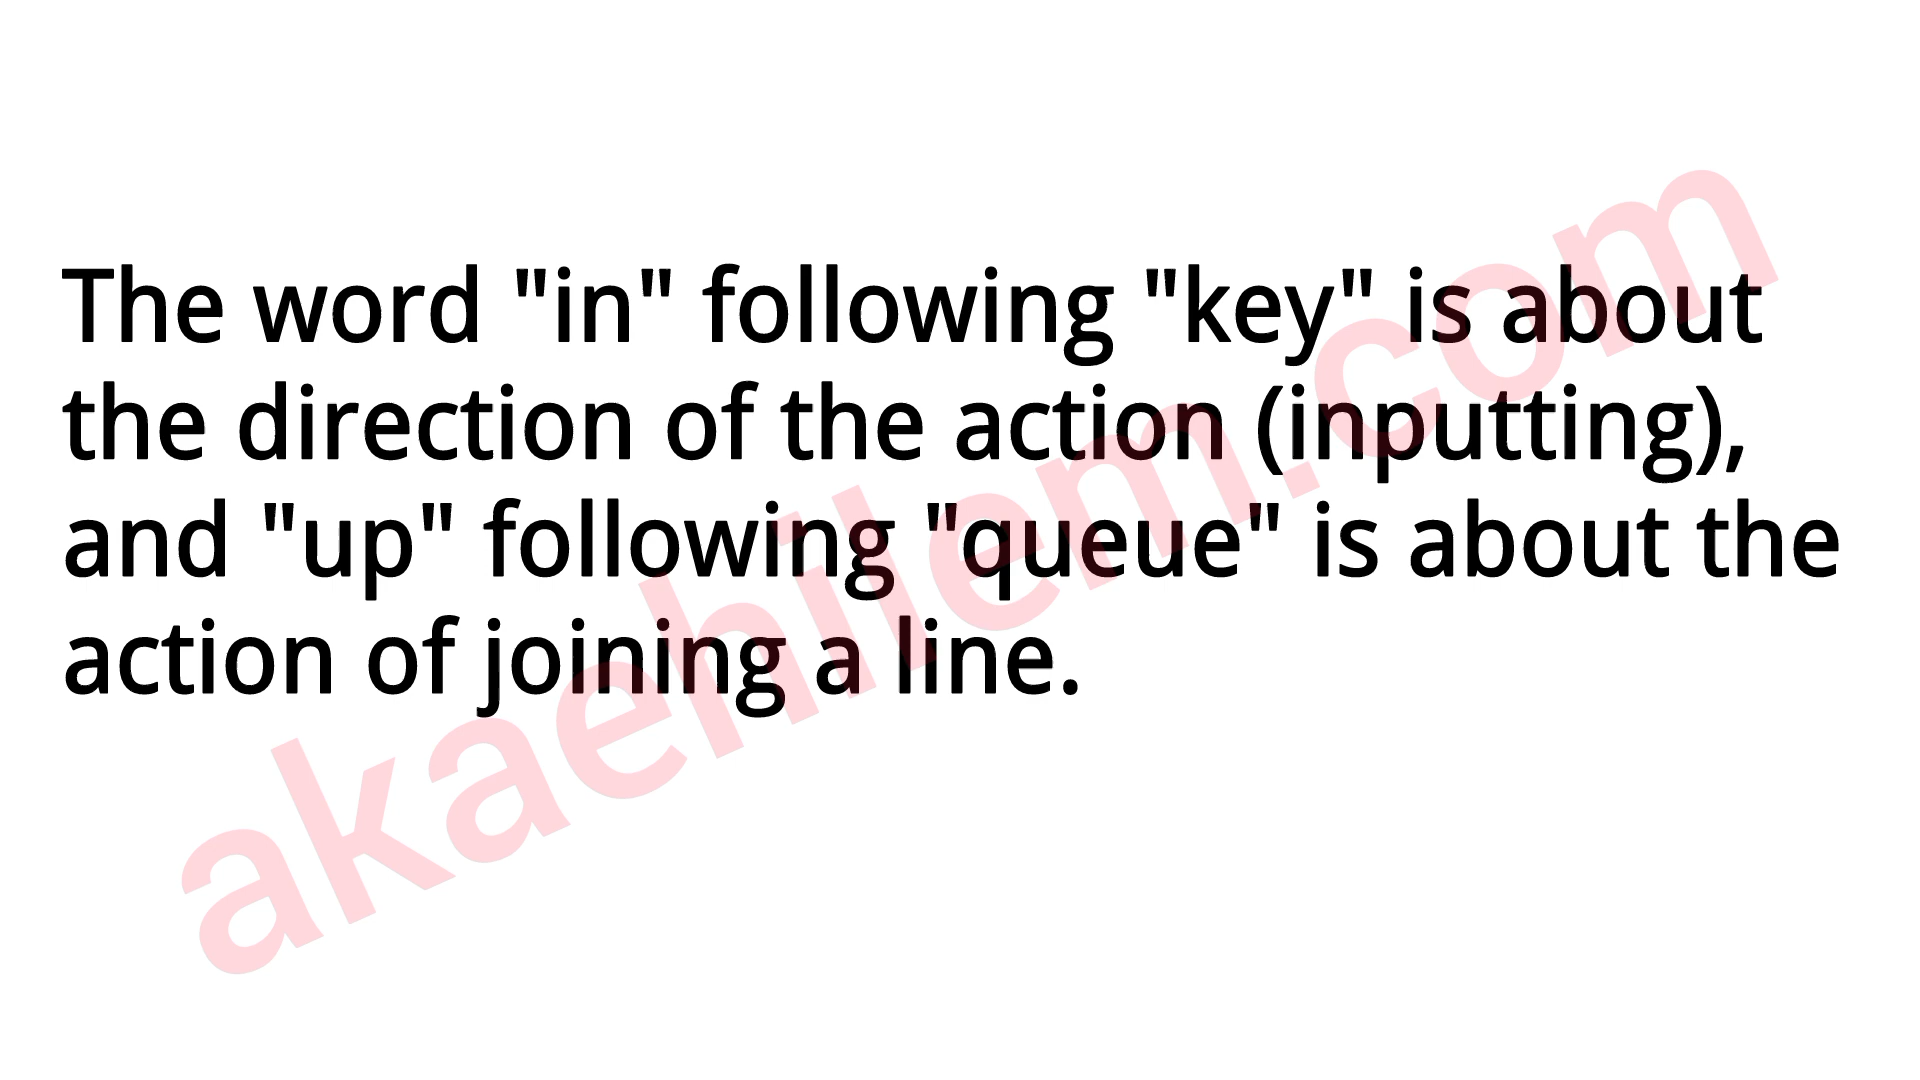 The word "in" following "key" is about
the direction of the action (inputting),
and "up" following "queue" is about the
action of joining a line.
akaehilem.com